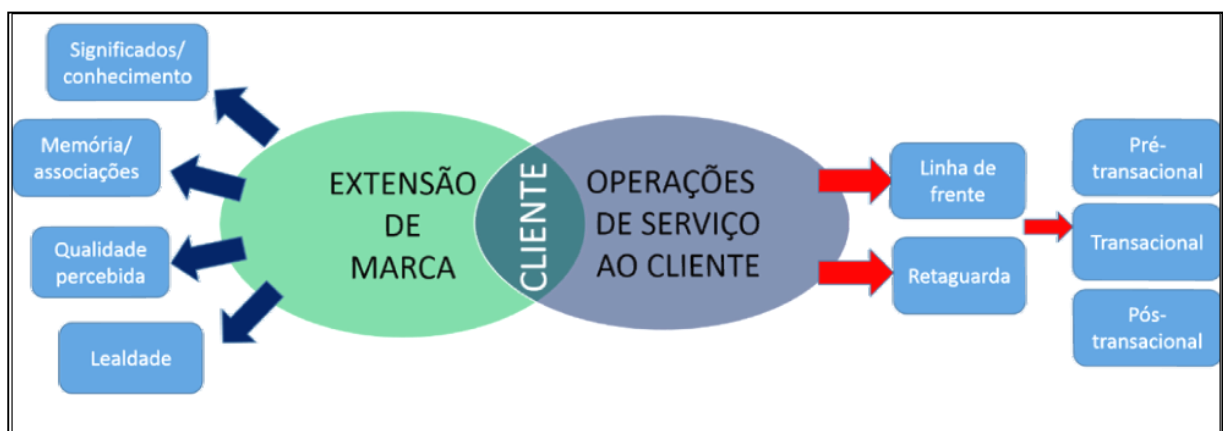 Significados/
conhecimento
Memória/
associações
Qualidade
percebida
Lealdade
EXTENSÃO
DE
MARCA
CLIENTE
OPERAÇÕES
DE SERVIÇO
AO CLIENTE
Linha de
frente
Retaguarda
Pré-
transacional
Transacional
Pós-
transacional